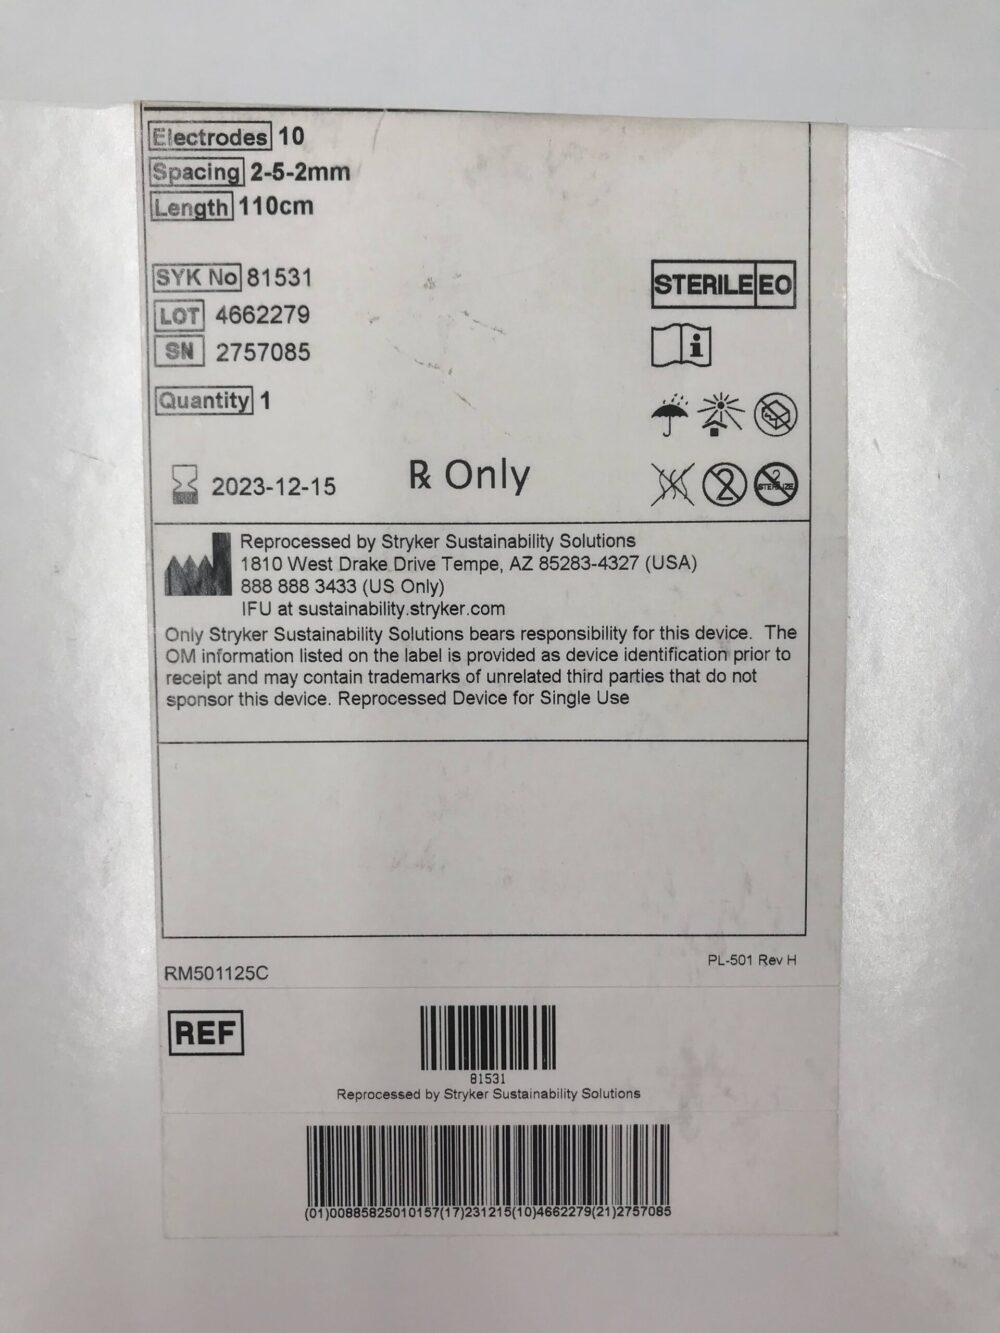 Electrodes 10
Spacing 2-5-2mm
Length 110cm
SYK No 81531
LOT 4662279
SN 2757085
Quantity 1
2023-12-15
℞ Only
STERILE EO
i
2
2
STERILIZE
Reprocessed by Stryker Sustainability Solutions
1810 West Drake Drive Tempe, AZ 85283-4327 (USA)
888 888 3433 (US Only)
IFU at sustainability.stryker.com
Only Stryker Sustainability Solutions bears responsibility for this device. The
OM information listed on the label is provided as device identification prior to
receipt and may contain trademarks of unrelated third parties that do not
sponsor this device. Reprocessed Device for Single Use
RM501125C
PL-501 Rev H
REF
81531
Reprocessed by Stryker Sustainability Solutions
(01)00885825010157(17)231215(10)4662279(21)2757085